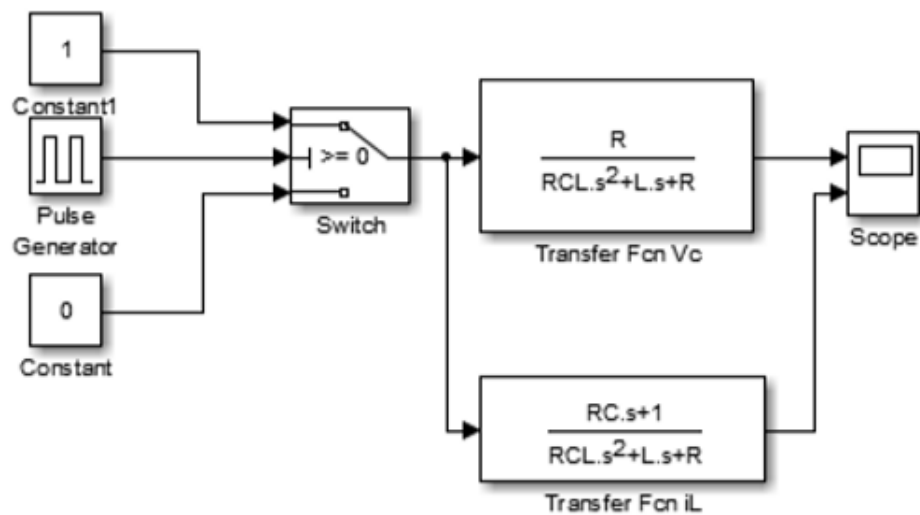 1
Constant1
Pulse
Generator
0
Constant
>= 0
Switch
R
RCL.s²+L.s+R
Transfer Fcn Vc
RC.s+1
RCL.s²+L.s+R
Transfer Fcn iL
Scope